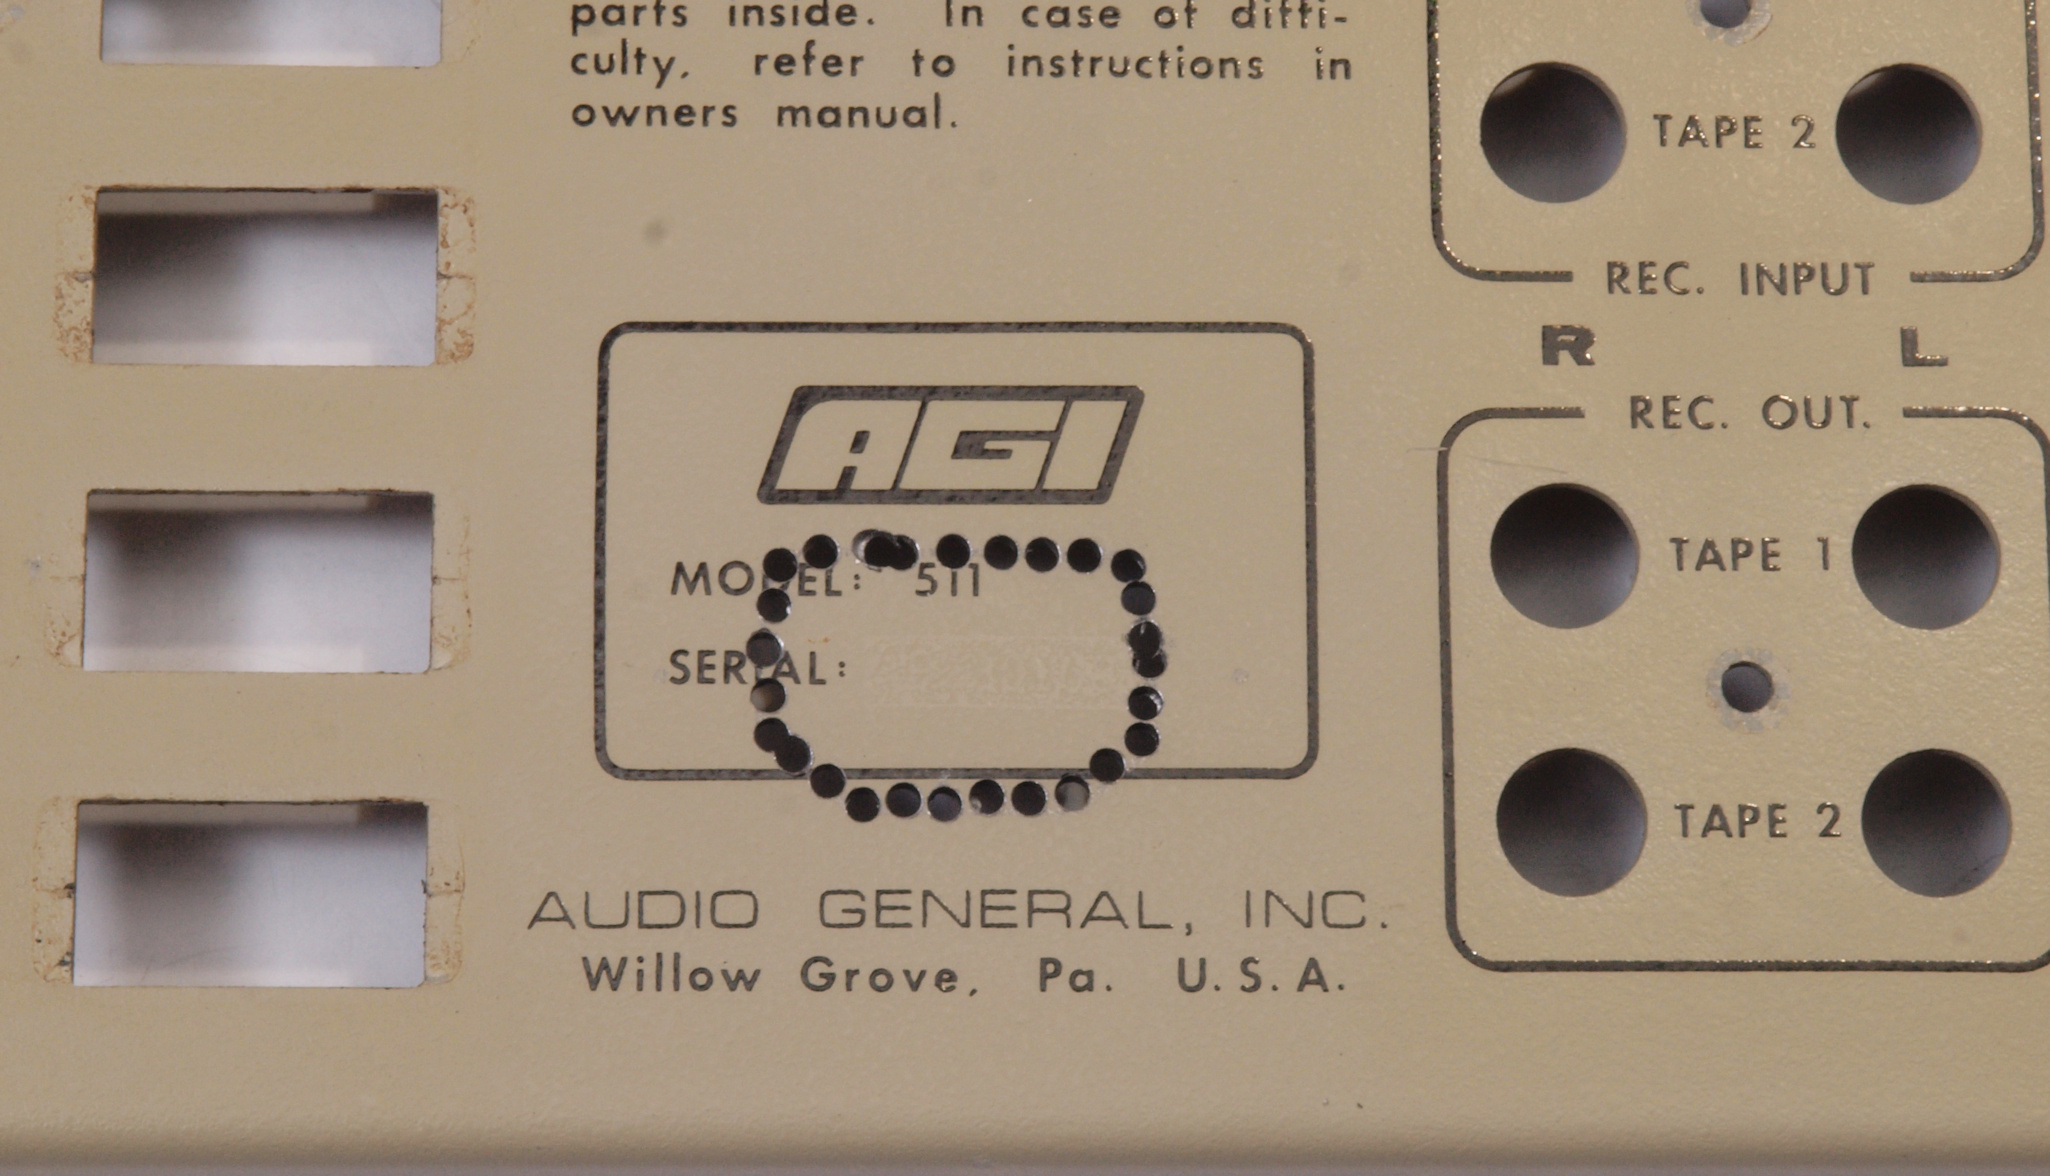 parts inside. In case of diffi-
culty, refer to instructions in
owners manual.
TAPE 2
REC. INPUT
R L
REC. OUT.
TAPE 1
TAPE 2
AGI
MODEL: 511
SERIAL:
AUDIO GENERAL, INC.
Willow Grove, Pa. U.S.A.